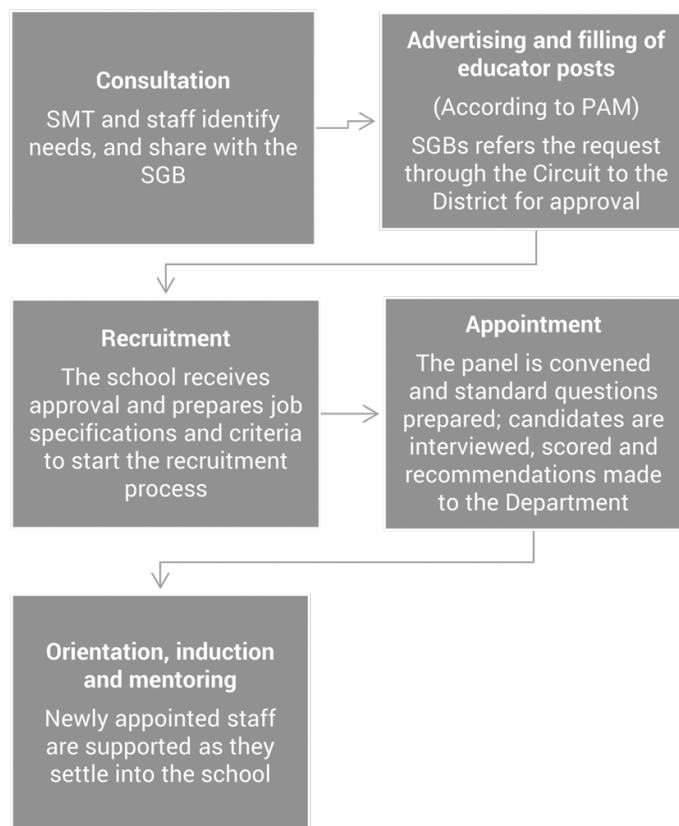 Consultation
SMT and staff identify
needs, and share with the
SGB
Advertising and filling of
educator posts
(According to PAM)
SGBs refers the request
through the Circuit to the
District for approval
Recruitment
The school receives
approval and prepares job
specifications and criteria
to start the recruitment
process
Appointment
The panel is convened
and standard questions
prepared; candidates are
interviewed, scored and
recommendations made
to the Department
Orientation, induction
and mentoring
Newly appointed staff
are supported as they
settle into the school